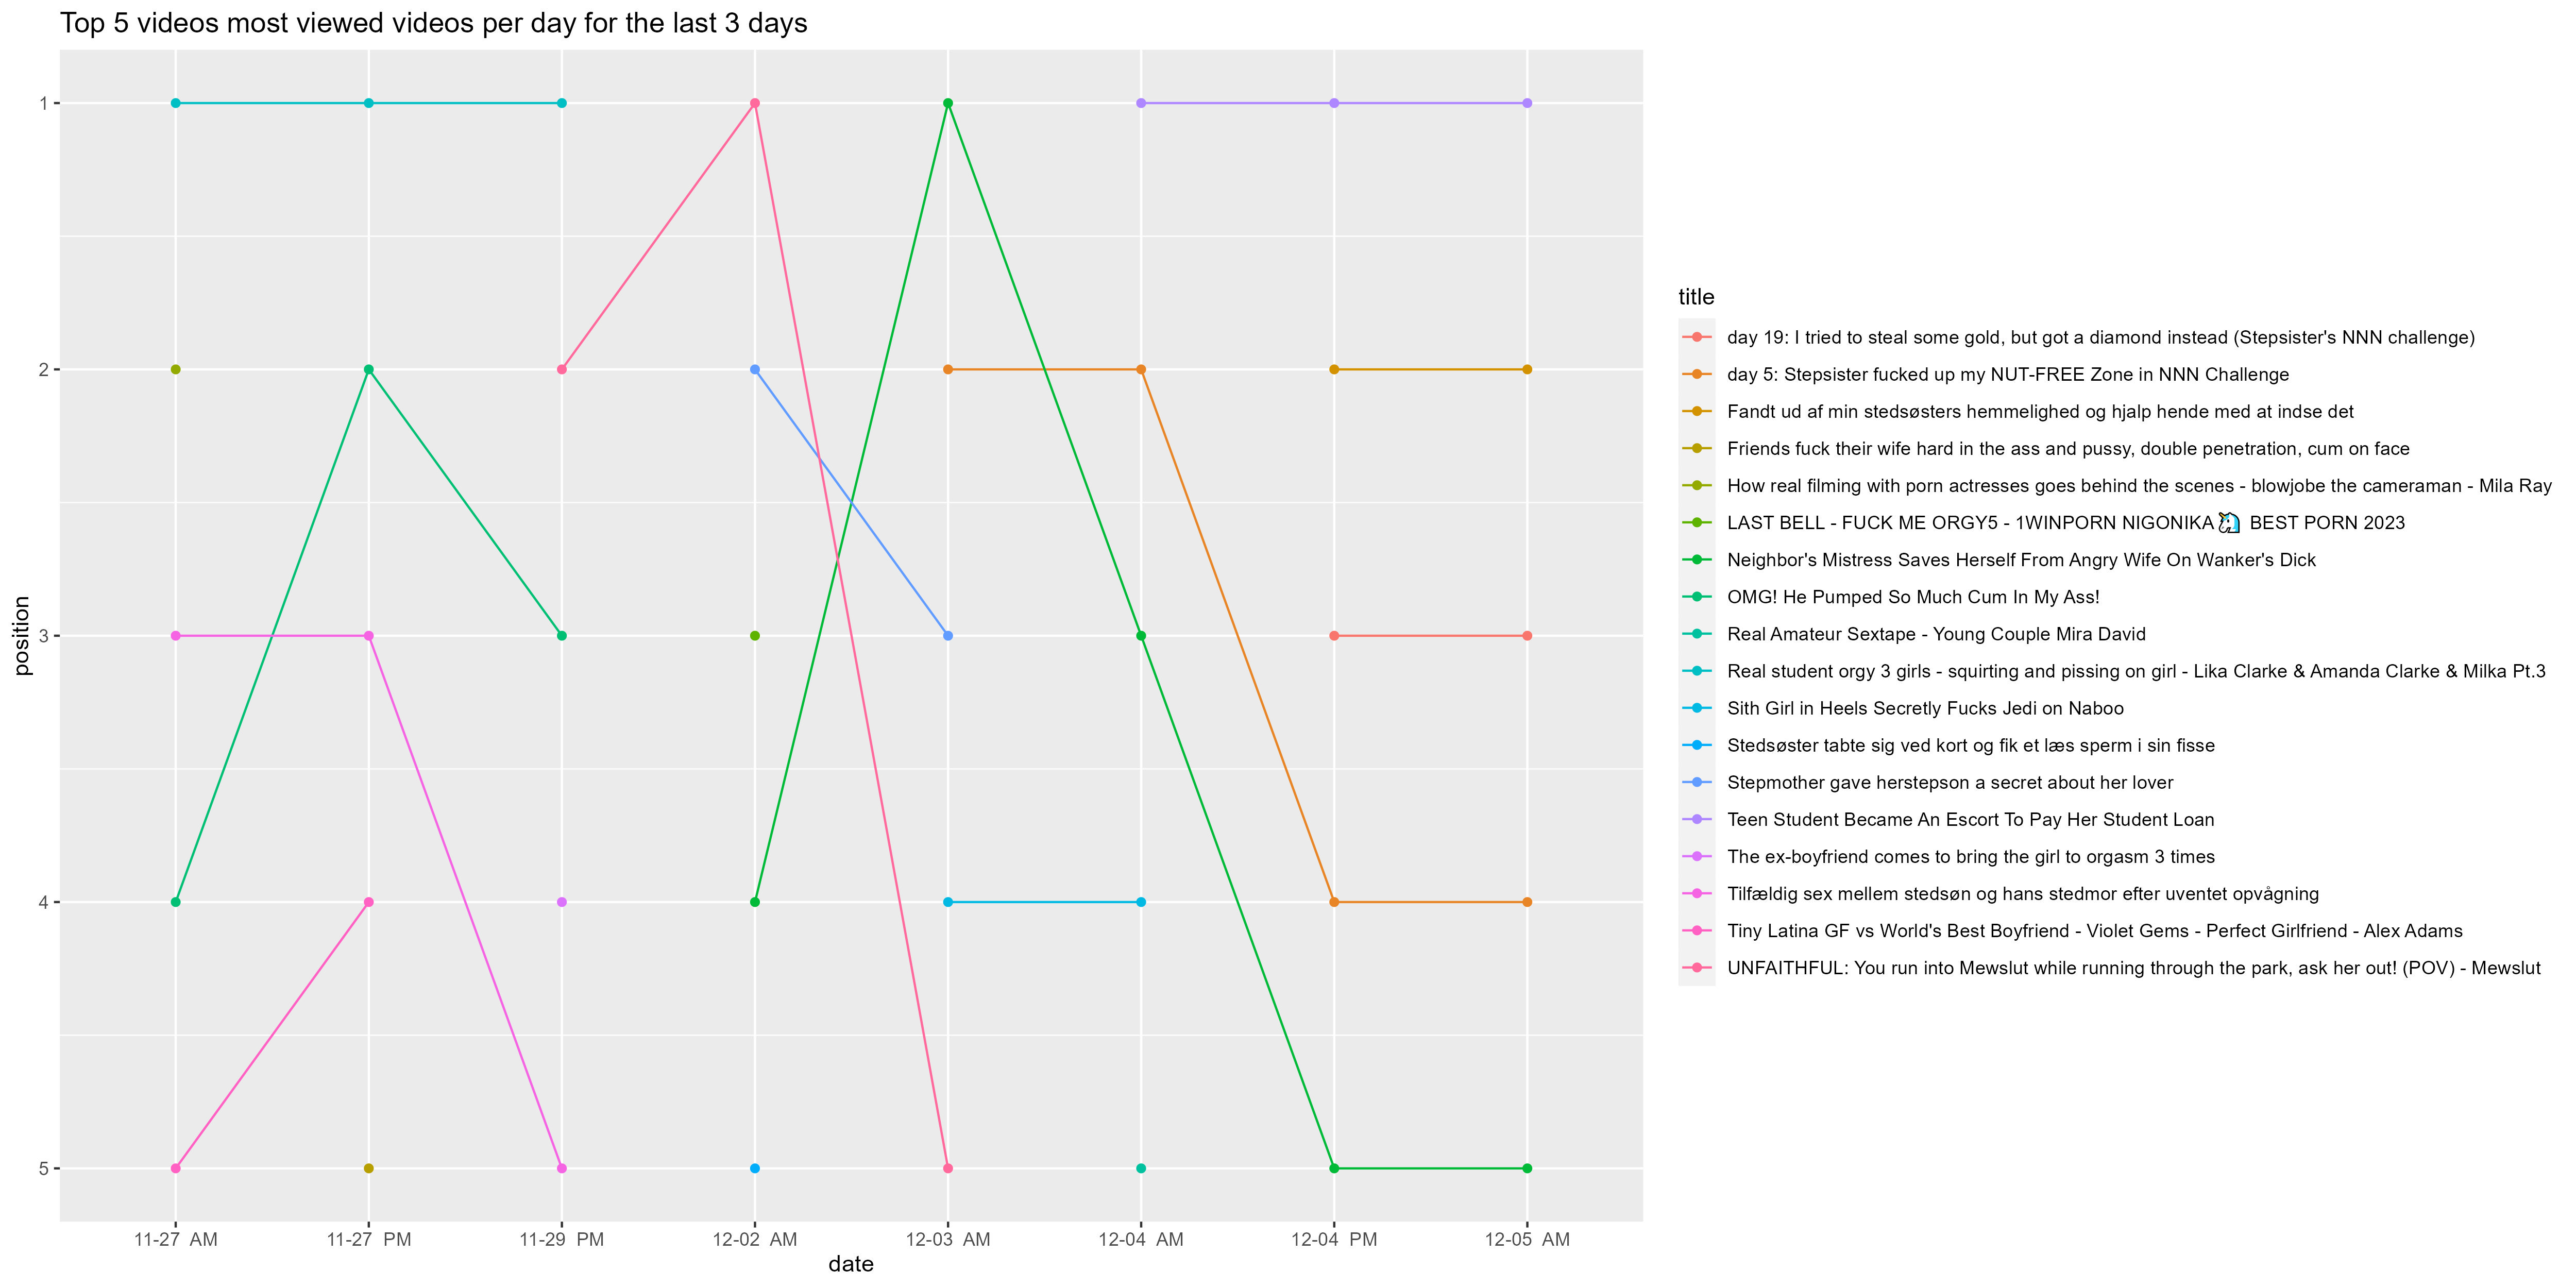 Top 5 videos most viewed videos per day for the last 3 days
position
1
2
3
4
5
11-27 AM
11-27 PM
11-29 PM
12-02 AM
12-03 AM
12-04 AM
12-04 PM
12-05 AM
date
title
day 19: I tried to steal some gold, but got a diamond instead (Stepsister's NNN challenge)
day 5: Stepsister fucked up my NUT-FREE Zone in NNN Challenge
Fandt ud af min stedsøsters hemmelighed og hjalp hende med at indse det
Friends fuck their wife hard in the ass and pussy, double penetration, cum on face
How real filming with porn actresses goes behind the scenes - blowjobe the cameraman - Mila Ray
LAST BELL - FUCK ME ORGY5 - 1WINPORN NIGONIKA🦄 BEST PORN 2023
Neighbor's Mistress Saves Herself From Angry Wife On Wanker's Dick
OMG! He Pumped So Much Cum In My Ass!
Real Amateur Sextape - Young Couple Mira David
Real student orgy 3 girls - squirting and pissing on girl - Lika Clarke & Amanda Clarke & Milka Pt.3
Sith Girl in Heels Secretly Fucks Jedi on Naboo
Stedsøster tabte sig ved kort og fik et læs sperm i sin fisse
Stepmother gave herstepson a secret about her lover
Teen Student Became An Escort To Pay Her Student Loan
The ex-boyfriend comes to bring the girl to orgasm 3 times
Tilfældig sex mellem stedsøn og hans stedmor efter uventet opvågning
Tiny Latina GF vs World's Best Boyfriend - Violet Gems - Perfect Girlfriend - Alex Adams
UNFAITHFUL: You run into Mewslut while running through the park, ask her out! (POV) - Mewslut